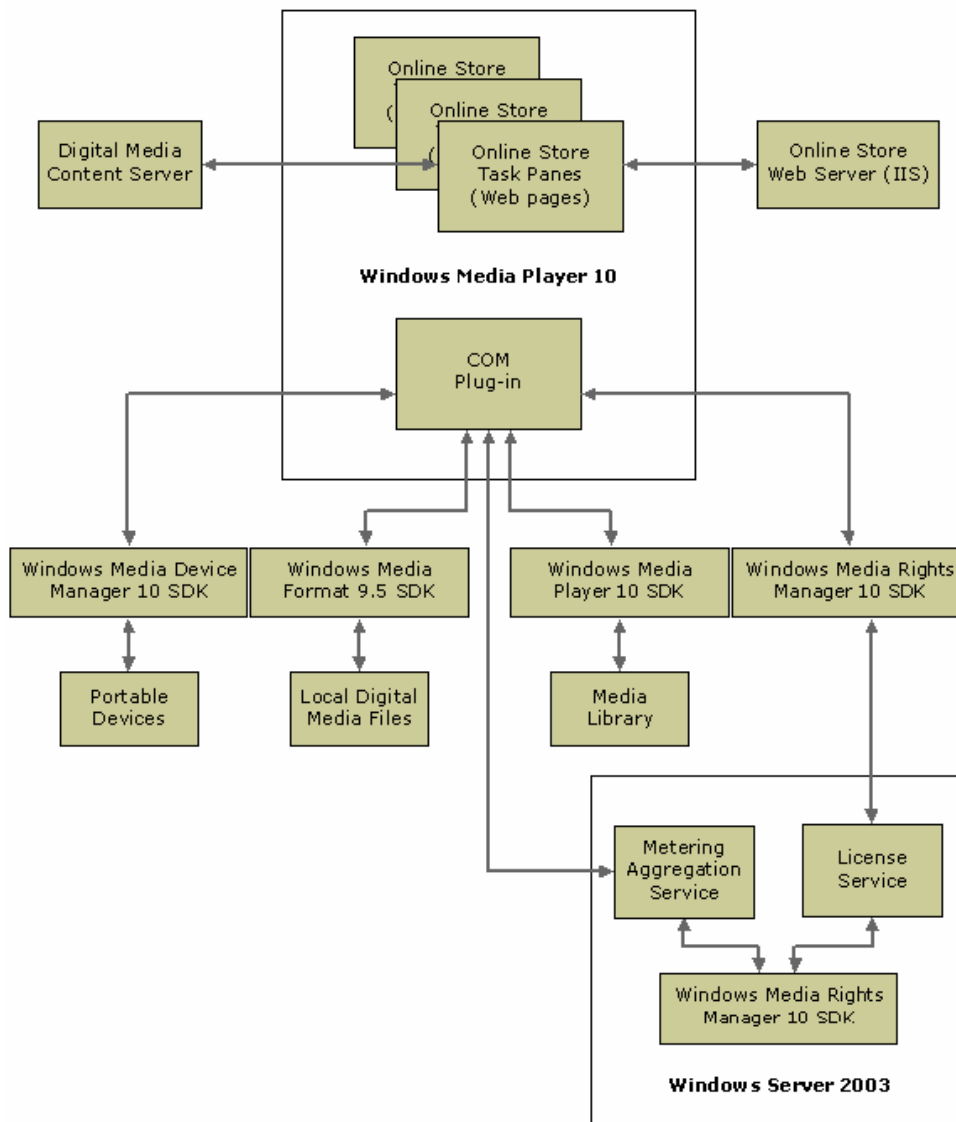 Online Store
(
Online Store
(
Online Store
Task Panes
(Web pages)
Digital Media
Content Server
Online Store
Web Server (IIS)
Windows Media Player 10
COM
Plug-in
Windows Media Device
Manager 10 SDK
Windows Media
Format 9.5 SDK
Windows Media
Player 10 SDK
Windows Media Rights
Manager 10 SDK
Portable
Devices
Local Digital
Media Files
Media
Library
Metering
Aggregation
Service
License
Service
Windows Media Rights
Manager 10 SDK
Windows Server 2003